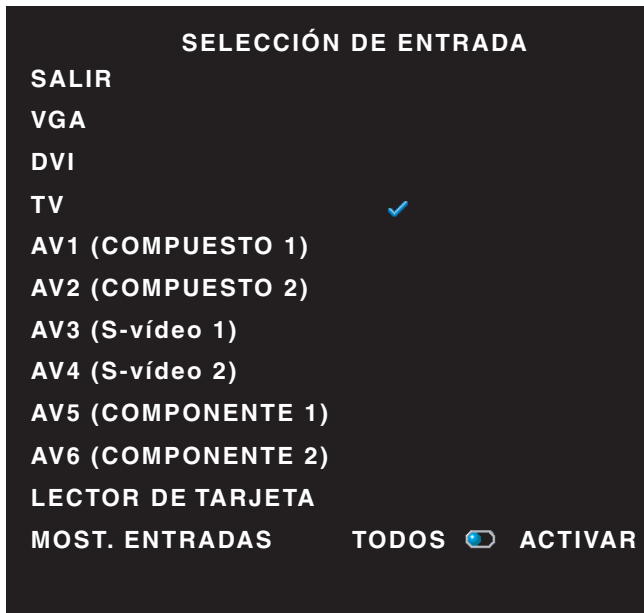 SELECCIÓN DE ENTRADA
SALIR
VGA
DVI
TV
AV1 (COMPUESTO 1)
AV2 (COMPUESTO 2)
AV3 (S-vídeo 1)
AV4 (S-vídeo 2)
AV5 (COMPONENTE 1)
AV6 (COMPONENTE 2)
LECTOR DE TARJETA
MOST. ENTRADAS TODOS ACTIVAR